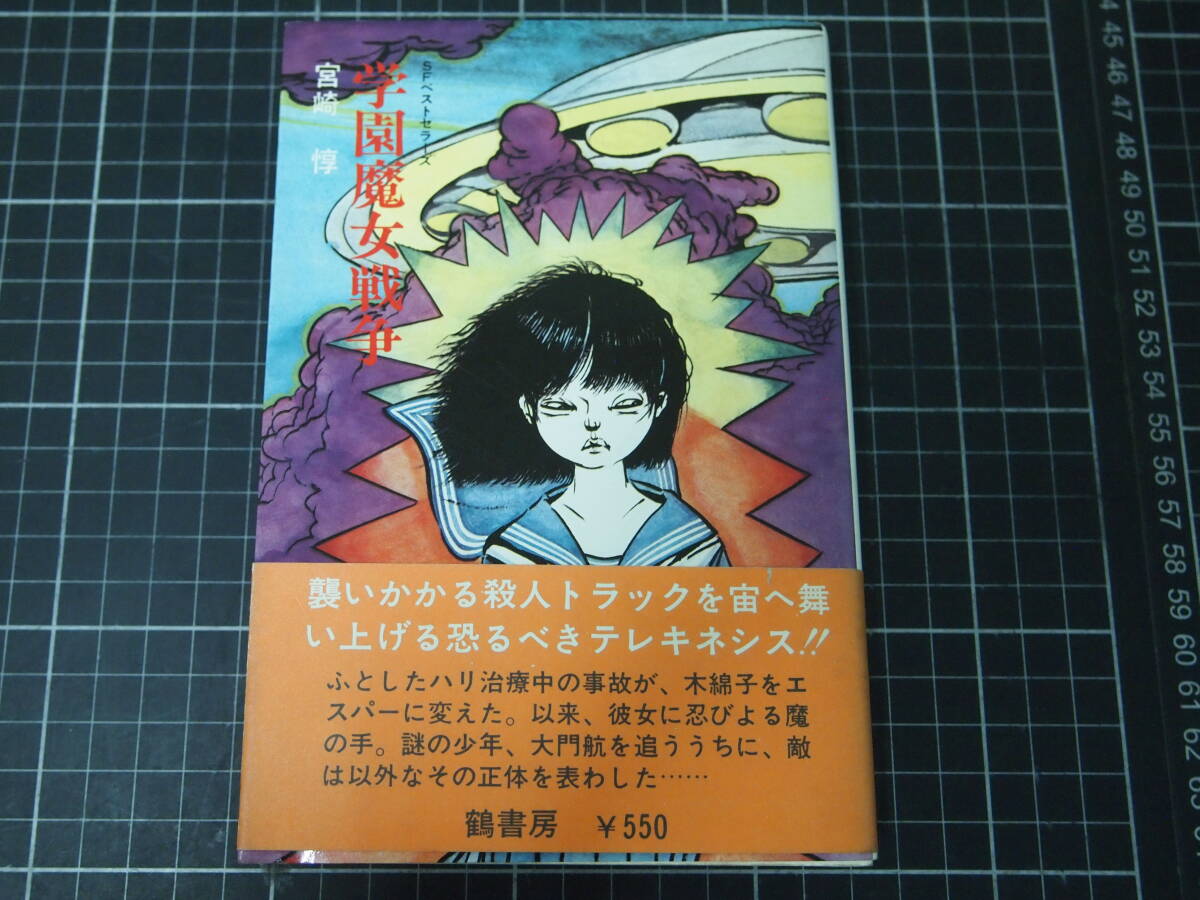 SFベストセラーズ
学園魔女戦争
宮崎 惇
襲いかかる殺人トラックを宙へ舞
い上げる恐るべきテレキネシス!!
ふとしたハリ治療中の事故が、木綿子をエ
スパーに変えた。以来、彼女に忍びよる魔
の手。謎の少年、大門航を追ううちに、敵
は以外なその正体を表わした……
鶴書房 ¥550
44
45
46
47
48
49
50
51
52
53
54
55
56
57
58
59
60
61
62
63